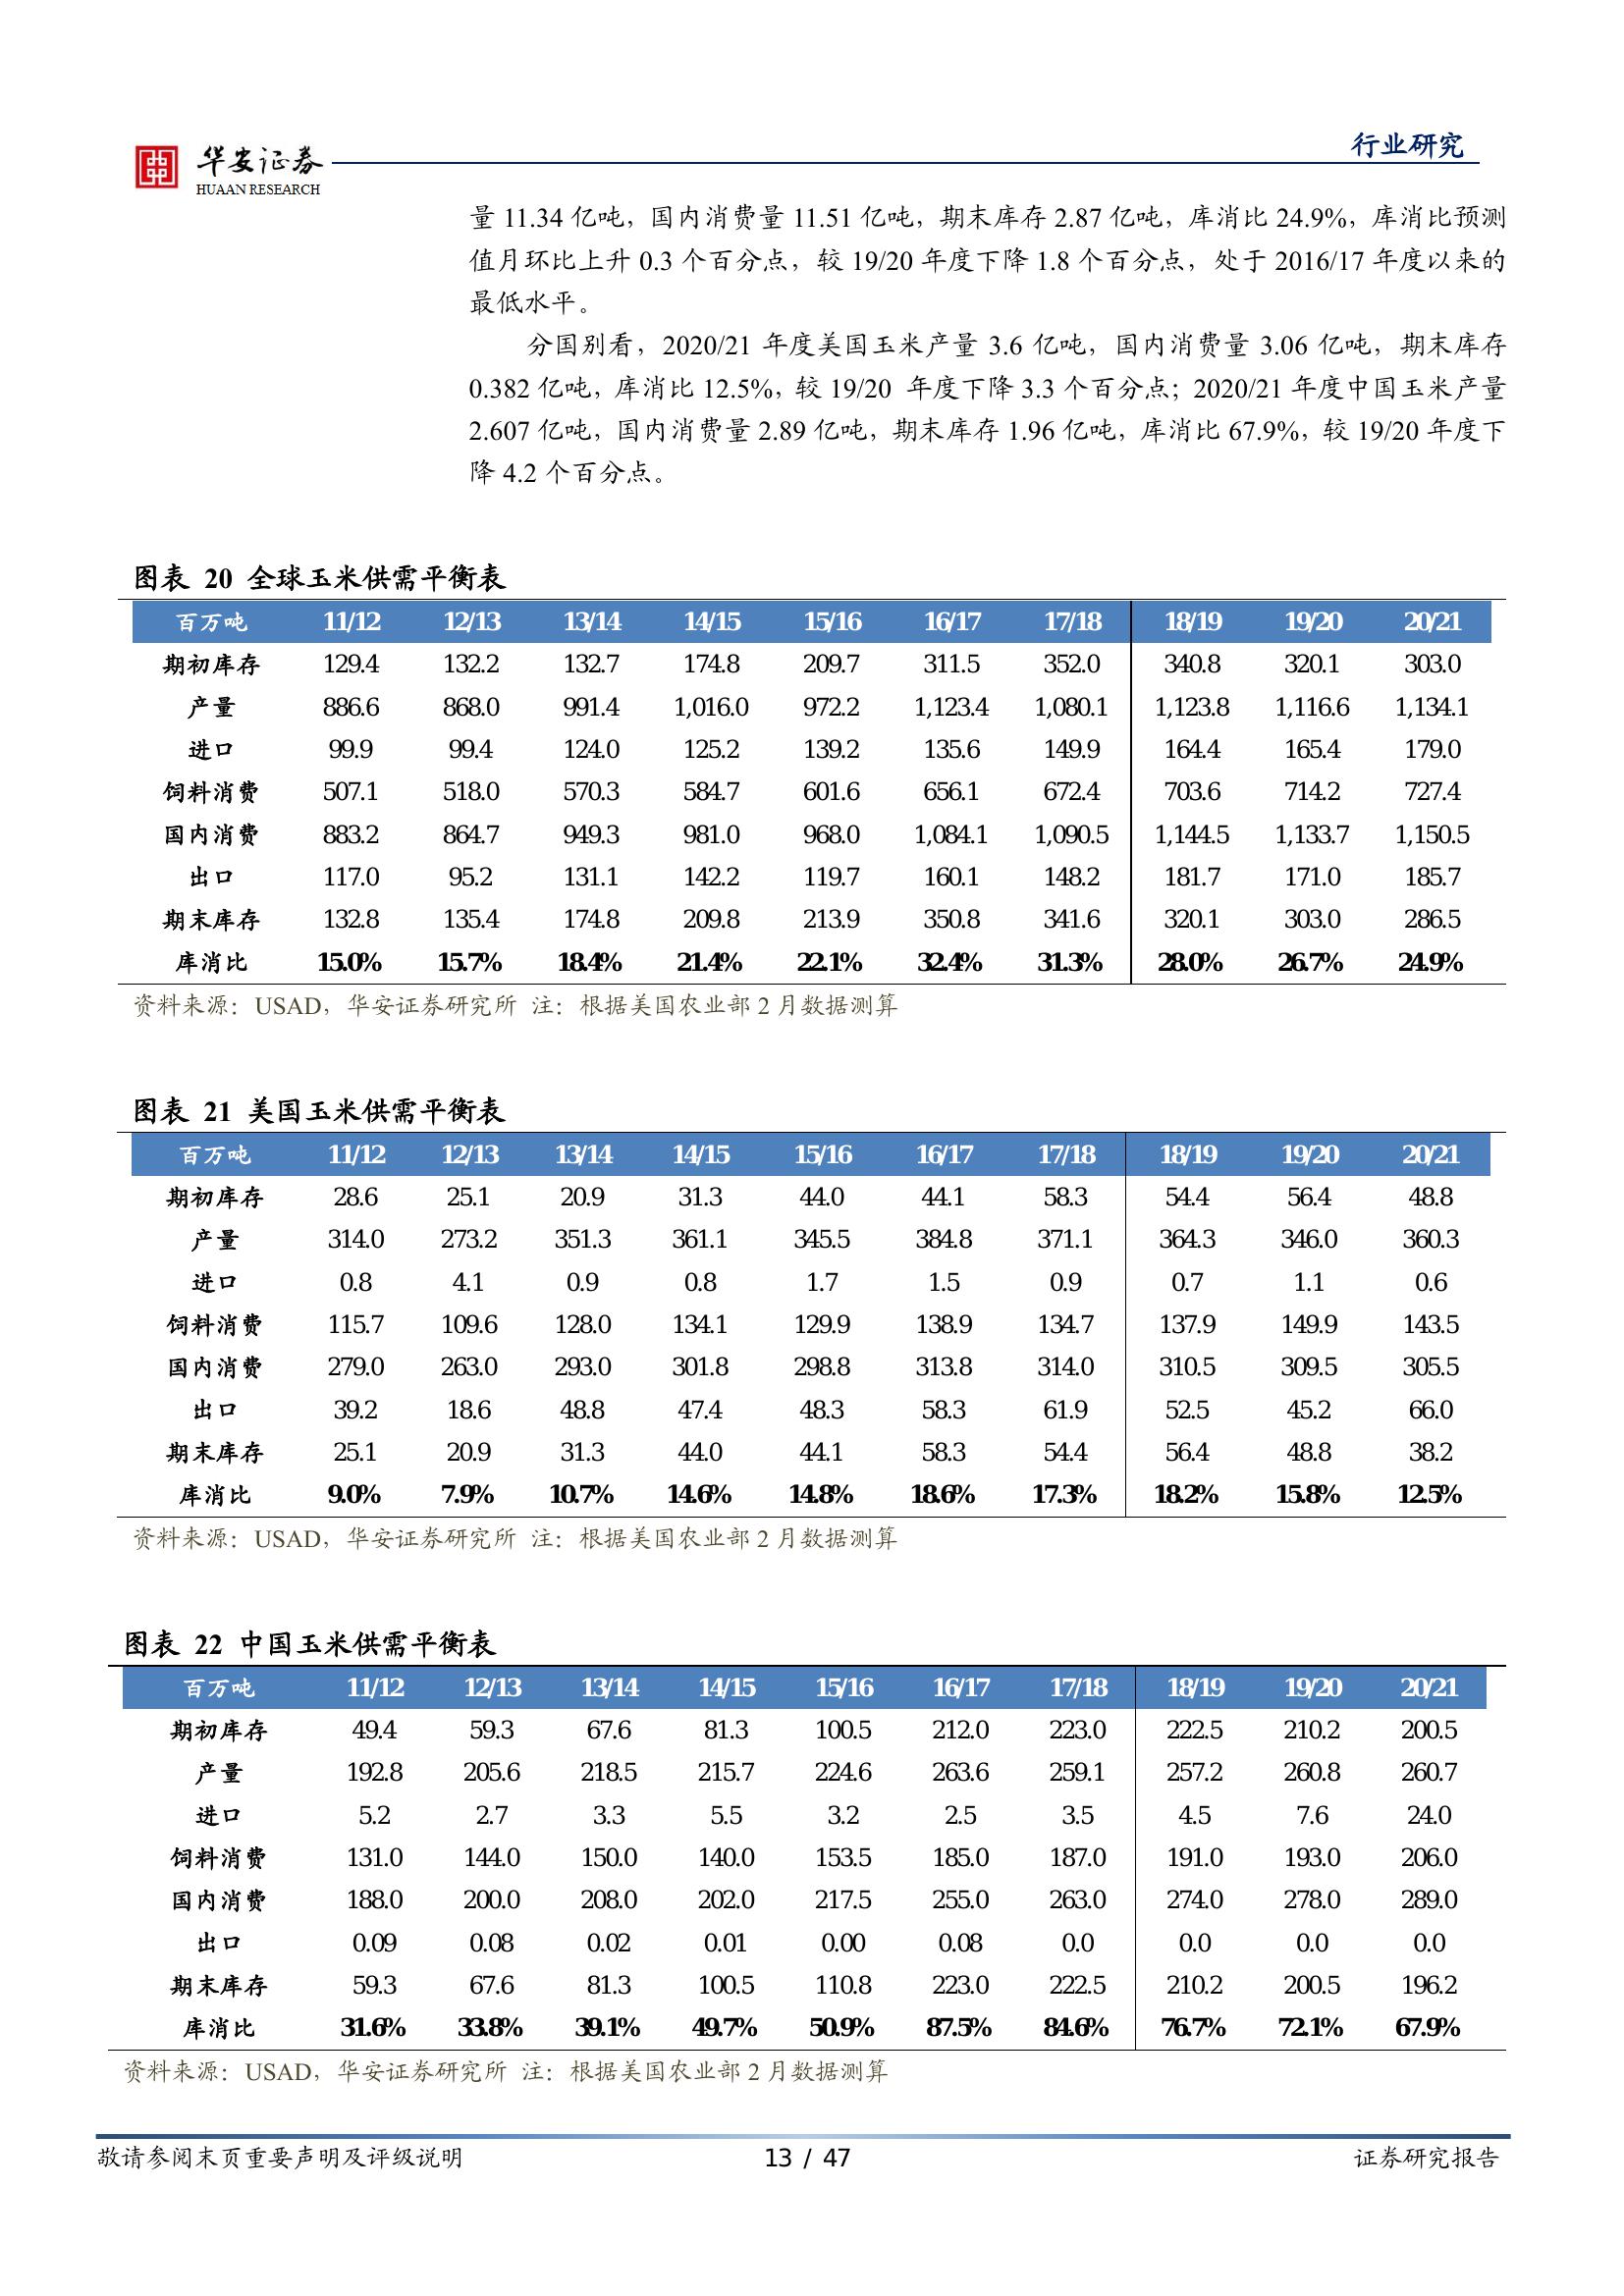 华安证券
HUAAN RESEARCH
行业研究
量 11.34 亿吨，国内消费量 11.51 亿吨，期末库存 2.87 亿吨，库消比 24.9%，库消比预测
值月环比上升 0.3 个百分点，较 19/20 年度下降 1.8 个百分点，处于 2016/17 年度以来的
最低水平。
分国别看，2020/21 年度美国玉米产量 3.6 亿吨，国内消费量 3.06 亿吨，期末库存
0.382 亿吨，库消比 12.5%，较 19/20 年度下降 3.3 个百分点；2020/21 年度中国玉米产量
2.607 亿吨，国内消费量 2.89 亿吨，期末库存 1.96 亿吨，库消比 67.9%，较 19/20 年度下
降 4.2 个百分点。
图表 20 全球玉米供需平衡表
百万吨 11/12 12/13 13/14 14/15 15/16 16/17 17/18 18/19 19/20 20/21
期初库存 129.4 132.2 132.7 174.8 209.7 311.5 352.0 340.8 320.1 303.0
产量 886.6 868.0 991.4 1,016.0 972.2 1,123.4 1,080.1 1,123.8 1,116.6 1,134.1
进口 99.9 99.4 124.0 125.2 139.2 135.6 149.9 164.4 165.4 179.0
饲料消费 507.1 518.0 570.3 584.7 601.6 656.1 672.4 703.6 714.2 727.4
国内消费 883.2 864.7 949.3 981.0 968.0 1,084.1 1,090.5 1,144.5 1,133.7 1,150.5
出口 117.0 95.2 131.1 142.2 119.7 160.1 148.2 181.7 171.0 185.7
期末库存 132.8 135.4 174.8 209.8 213.9 350.8 341.6 320.1 303.0 286.5
库消比 15.0% 15.7% 18.4% 21.4% 22.1% 32.4% 31.3% 28.0% 26.7% 24.9%
资料来源：USAD，华安证券研究所 注：根据美国农业部 2 月数据测算
图表 21 美国玉米供需平衡表
百万吨 11/12 12/13 13/14 14/15 15/16 16/17 17/18 18/19 19/20 20/21
期初库存 28.6 25.1 20.9 31.3 44.0 44.1 58.3 54.4 56.4 48.8
产量 314.0 273.2 351.3 361.1 345.5 384.8 371.1 364.3 346.0 360.3
进口 0.8 4.1 0.9 0.8 1.7 1.5 0.9 0.7 1.1 0.6
饲料消费 115.7 109.6 128.0 134.1 129.9 138.9 134.7 137.9 149.9 143.5
国内消费 279.0 263.0 293.0 301.8 298.8 313.8 314.0 310.5 309.5 305.5
出口 39.2 18.6 48.8 47.4 48.3 58.3 61.9 52.5 45.2 66.0
期末库存 25.1 20.9 31.3 44.0 44.1 58.3 54.4 56.4 48.8 38.2
库消比 9.0% 7.9% 10.7% 14.6% 14.8% 18.6% 17.3% 18.2% 15.8% 12.5%
资料来源：USAD，华安证券研究所 注：根据美国农业部 2 月数据测算
图表 22 中国玉米供需平衡表
百万吨 11/12 12/13 13/14 14/15 15/16 16/17 17/18 18/19 19/20 20/21
期初库存 49.4 59.3 67.6 81.3 100.5 212.0 223.0 222.5 210.2 200.5
产量 192.8 205.6 218.5 215.7 224.6 263.6 259.1 257.2 260.8 260.7
进口 5.2 2.7 3.3 5.5 3.2 2.5 3.5 4.5 7.6 24.0
饲料消费 131.0 144.0 150.0 140.0 153.5 185.0 187.0 191.0 193.0 206.0
国内消费 188.0 200.0 208.0 202.0 217.5 255.0 263.0 274.0 278.0 289.0
出口 0.09 0.08 0.02 0.01 0.00 0.08 0.0 0.0 0.0 0.0
期末库存 59.3 67.6 81.3 100.5 110.8 223.0 222.5 210.2 200.5 196.2
库消比 31.6% 33.8% 39.1% 49.7% 50.9% 87.5% 84.6% 76.7% 72.1% 67.9%
资料来源：USAD，华安证券研究所 注：根据美国农业部 2 月数据测算
敬请参阅末页重要声明及评级说明
13 / 47
证券研究报告